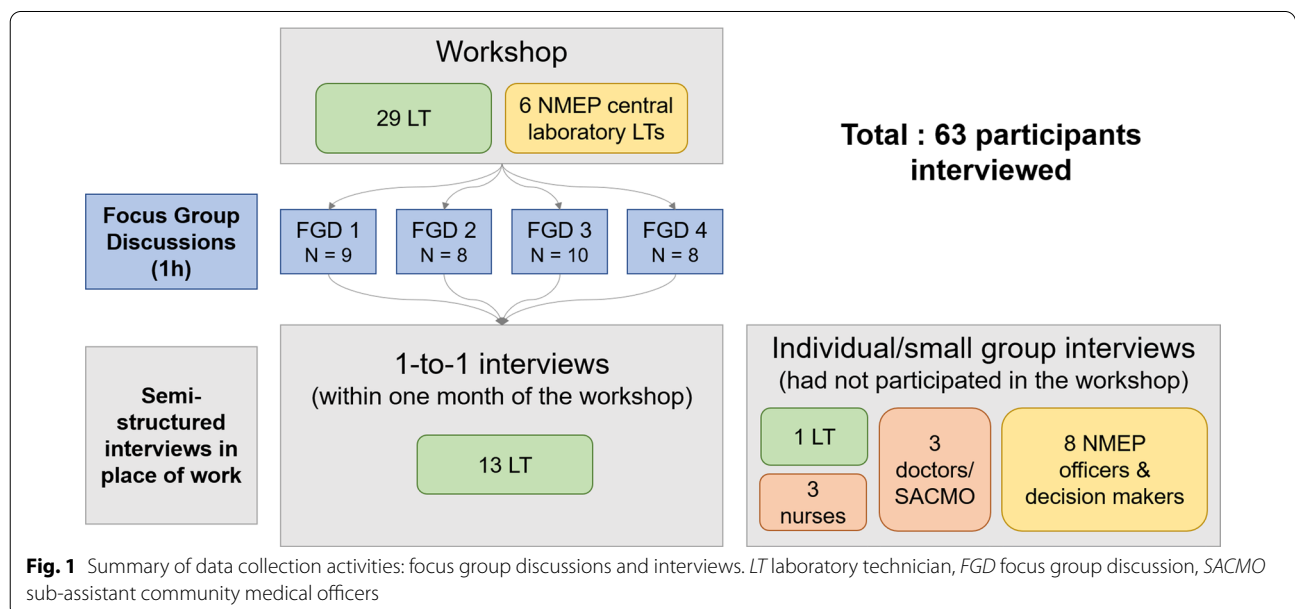 Workshop
29 LT
6 NMEP central
laboratory LTs
Total : 63 participants
interviewed
Focus Group
Discussions
(1h)
FGD 1
N = 9
FGD 2
N = 8
FGD 3
N = 10
FGD 4
N = 8
Semi-
structured
interviews in
place of work
1-to-1 interviews
(within one month of the workshop)
13 LT
Individual/small group interviews
(had not participated in the workshop)
1 LT
3
nurses
3
doctors/
SACMO
8 NMEP
officers &
decision makers
Fig. 1 Summary of data collection activities: focus group discussions and interviews. LT laboratory technician, FGD focus group discussion, SACMO
sub-assistant community medical officers